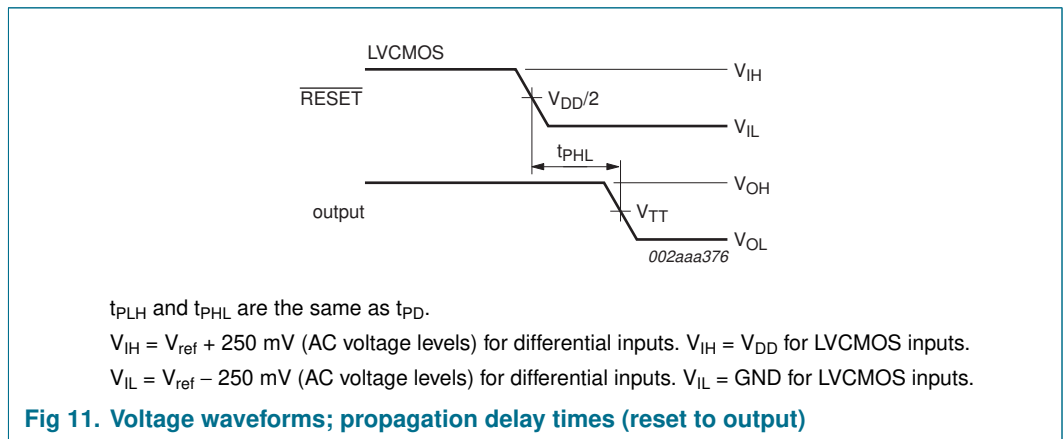 LVCMOS
V_IH
RESET
V_DD/2
V_IL
t_PHL
V_OH
output
V_TT
V_OL
002aaa376
t_PLH and t_PHL are the same as t_PD.
V_IH = V_ref + 250 mV (AC voltage levels) for differential inputs. V_IH = V_DD for LVCMOS inputs.
V_IL = V_ref − 250 mV (AC voltage levels) for differential inputs. V_IL = GND for LVCMOS inputs.
Fig 11. Voltage waveforms; propagation delay times (reset to output)